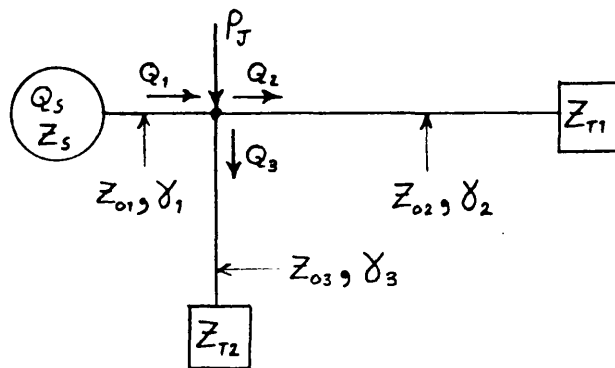 P_J
Q_1 Q_2
Q_S
Z_S
Z_T1
Q_3
Z_01, γ_1
Z_02, γ_2
Z_03, γ_3
Z_T2